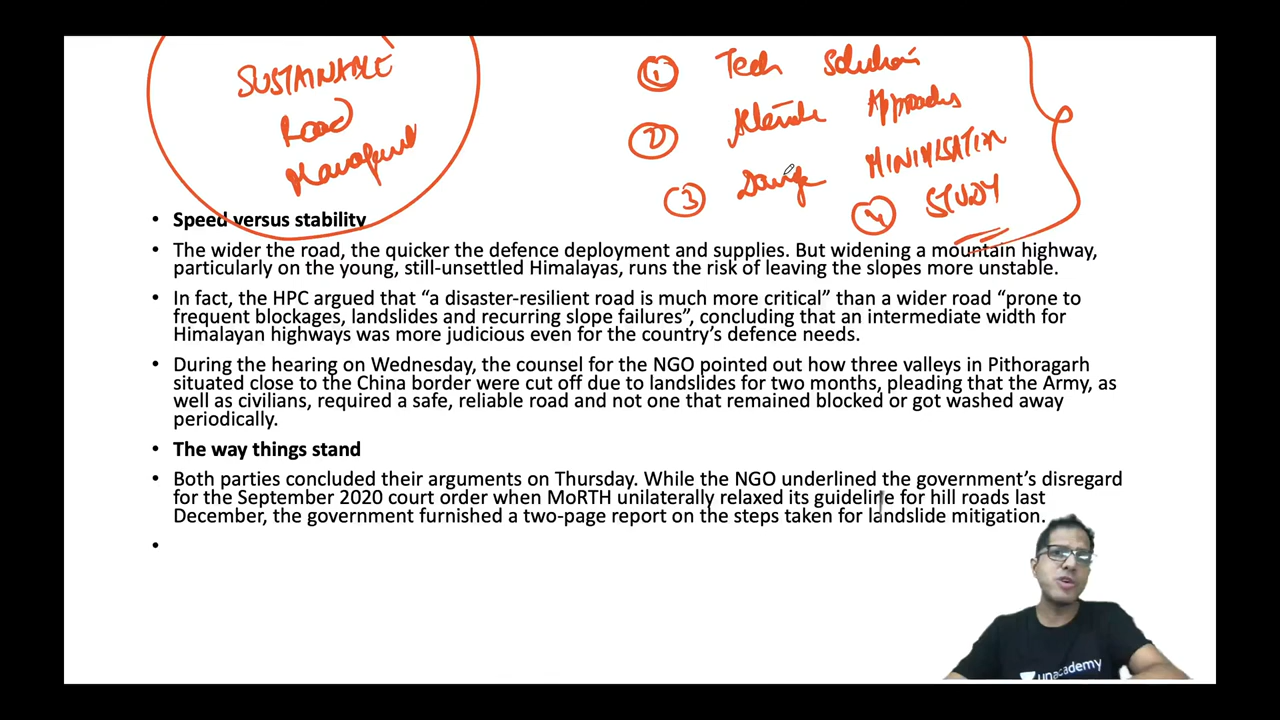 SUSTAINABLE
Road
① Tech Solution
② Approaches
③ MINIMISATION
④ STUDY
• Speed versus stability
• The wider the road, the quicker the defence deployment and supplies. But widening a mountain highway,
particularly on the young, still-unsettled Himalayas, runs the risk of leaving the slopes more unstable.
• In fact, the HPC argued that “a disaster-resilient road is much more critical” than a wider road “prone to
frequent blockages, landslides and recurring slope failures”, concluding that an intermediate width for
Himalayan highways was more judicious even for the country’s defence needs.
• During the hearing on Wednesday, the counsel for the NGO pointed out how three valleys in Pithoragarh
situated close to the China border were cut off due to landslides for two months, pleading that the Army, as
well as civilians, required a safe, reliable road and not one that remained blocked or got washed away
periodically.
• The way things stand
• Both parties concluded their arguments on Thursday. While the NGO underlined the government’s disregard
for the September 2020 court order when MoRTH unilaterally relaxed its guideline for hill roads last
December, the government furnished a two-page report on the steps taken for landslide mitigation.
•
unacademy